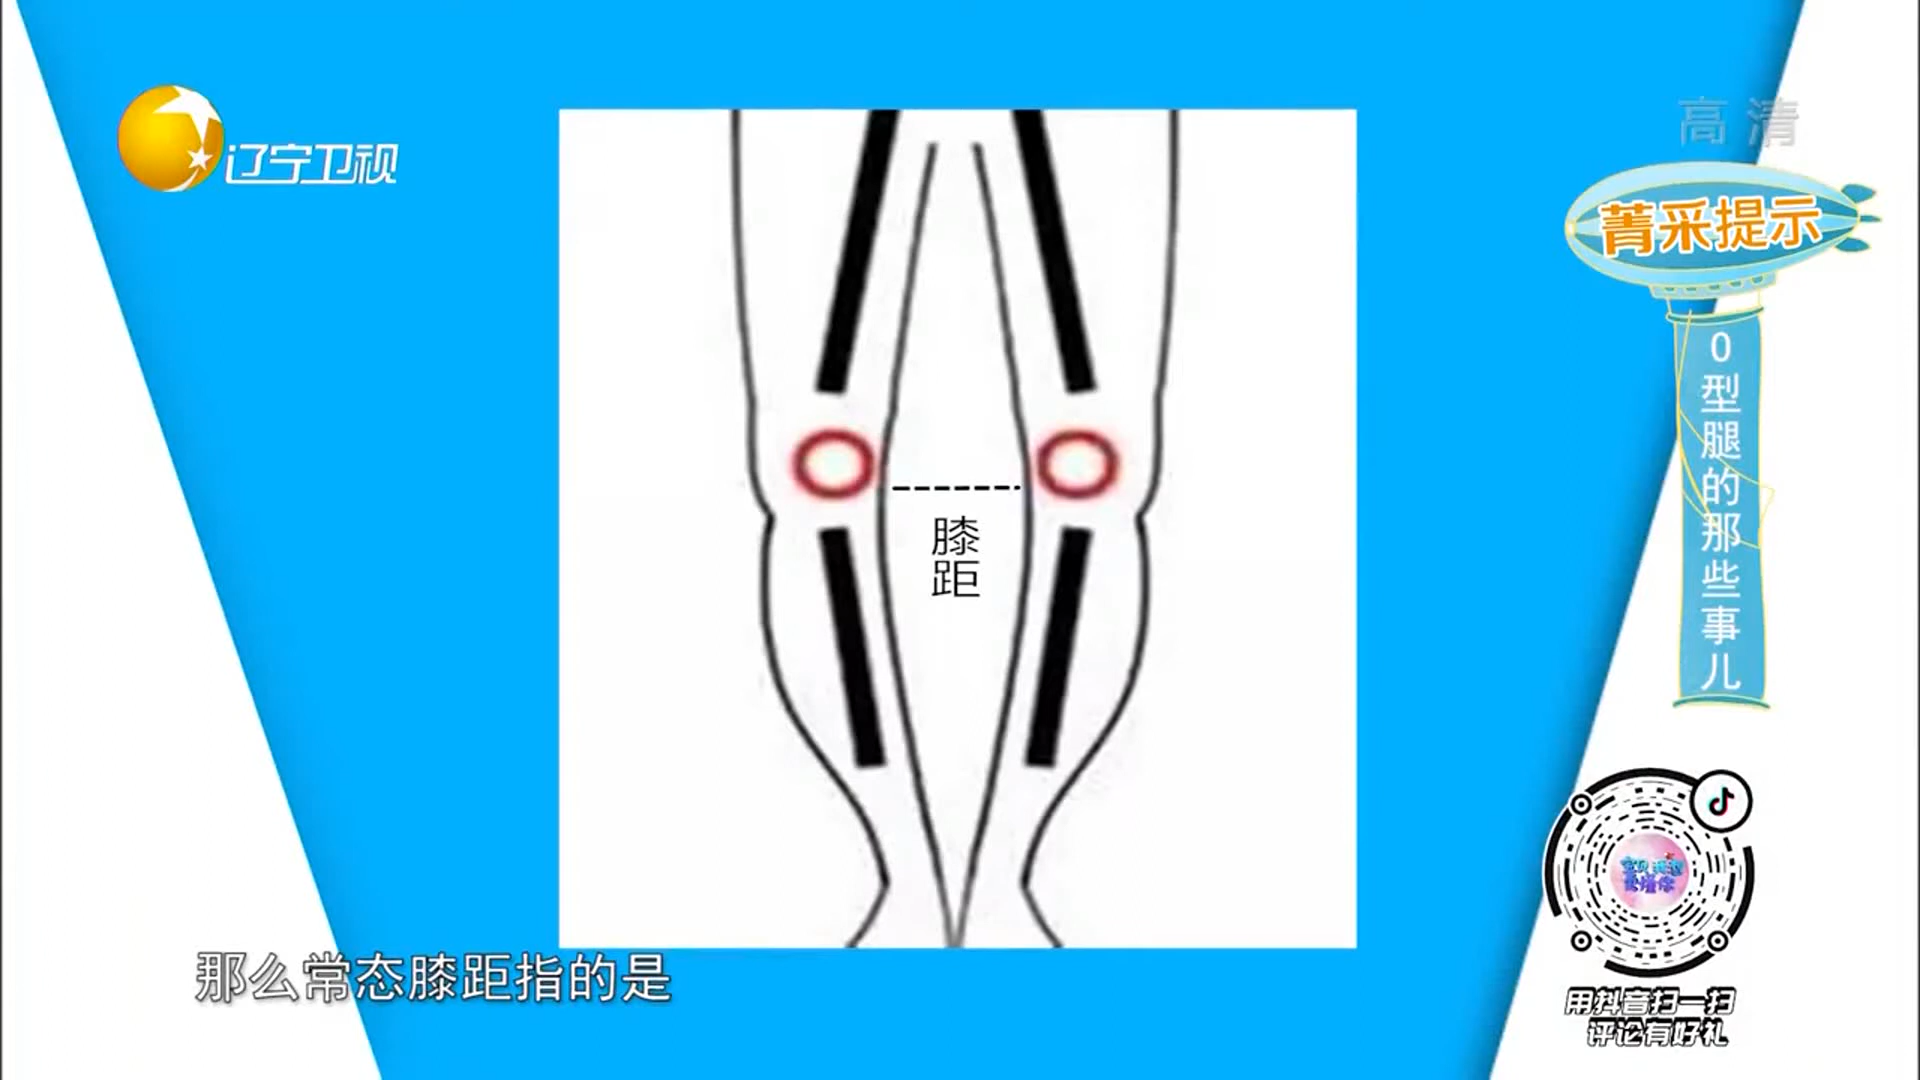 辽宁卫视
高清
菁采提示
O型腿的那些事儿
膝距
那么常态膝距指的是
用抖音扫一扫
评论有好礼